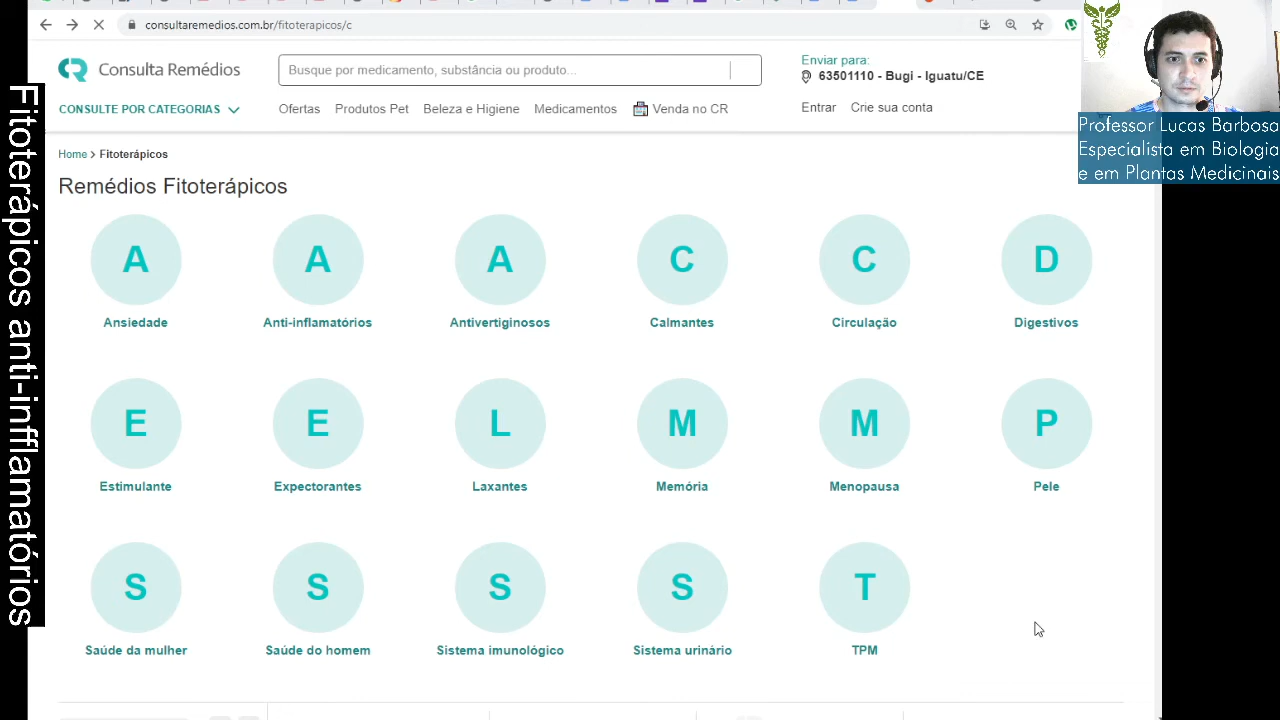 consultaremedios.com.br/fitoterapicos/c
Consulta Remédios
Busque por medicamento, substância ou produto...
Enviar para:
63501110 - Bugi - Iguatu/CE
CONSULTE POR CATEGORIAS
Ofertas Produtos Pet Beleza e Higiene Medicamentos Venda no CR
Entrar Crie sua conta
Professor Lucas Barbosa
Especialista em Biologia
e em Plantas Medicinais
Fitoterápicos anti-infflamatórios
Home > Fitoterápicos
Remédios Fitoterápicos
A A A C C D
Ansiedade Anti-inflamatórios Antivertiginosos Calmantes Circulação Digestivos
E E L M M P
Estimulante Expectorantes Laxantes Memória Menopausa Pele
S S S S T
Saúde da mulher Saúde do homem Sistema imunológico Sistema urinário TPM